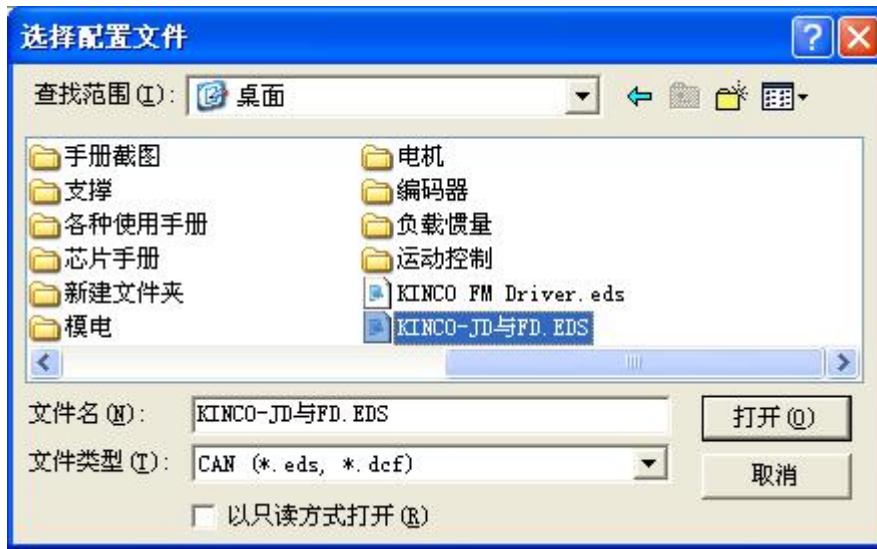 选择配置文件
查找范围(I):
桌面
手册截图
支撑
各种使用手册
芯片手册
新建文件夹
模电
电机
编码器
负载惯量
运动控制
KINCO FM Driver.eds
KINCO-JD与FD.EDS
文件名(N):
KINCO-JD与FD.EDS
打开(O)
文件类型(T):
CAN (*.eds, *.dcf)
取消
以只读方式打开(R)